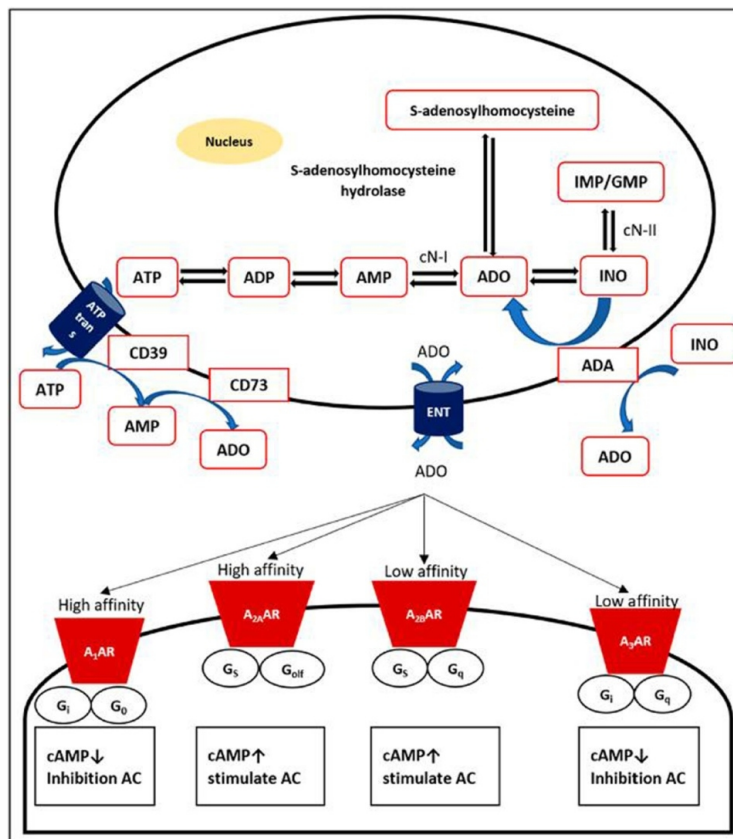 S-adenosylhomocysteine
Nucleus
S-adenosylhomocysteine
hydrolase
IMP/GMP
cN-II
cN-I
ATP
ADP
AMP
ADO
INO
ATP
tran
s
CD39
CD73
ADO
ENT
ADO
ADA
INO
ATP
AMP
ADO
ADO
High affinity
High affinity
Low affinity
Low affinity
A₁AR
A₂ₐAR
A₂ʙAR
A₃AR
Gᵢ
G₀
Gₛ
Gₒₗf
Gₛ
Gq
Gᵢ
Gq
cAMP↓
Inhibition AC
cAMP↑
stimulate AC
cAMP↑
stimulate AC
cAMP↓
Inhibition AC